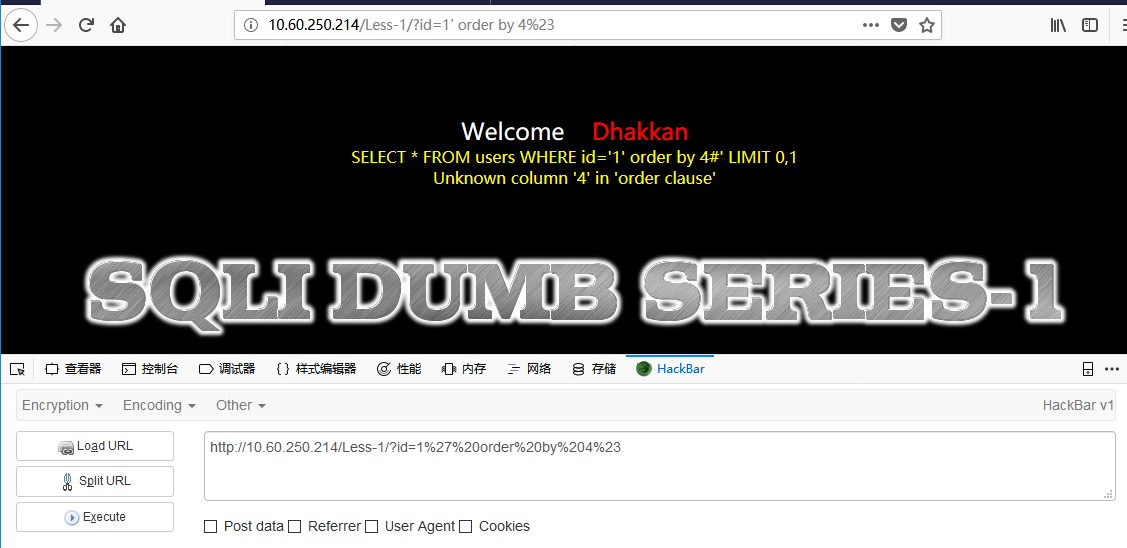 10.60.250.214/Less-1/?id=1' order by 4%23
Welcome Dhakkan
SELECT * FROM users WHERE id='1' order by 4#' LIMIT 0,1
Unknown column '4' in 'order clause'
SQLI DUMB SERIES-1
查看器 控制台 调试器 {} 样式编辑器 性能 内存 网络 存储 HackBar
Encryption Encoding Other HackBar v1
Load URL
http://10.60.250.214/Less-1/?id=1%27%20order%20by%204%23
Split URL
Execute
Post data Referrer User Agent Cookies